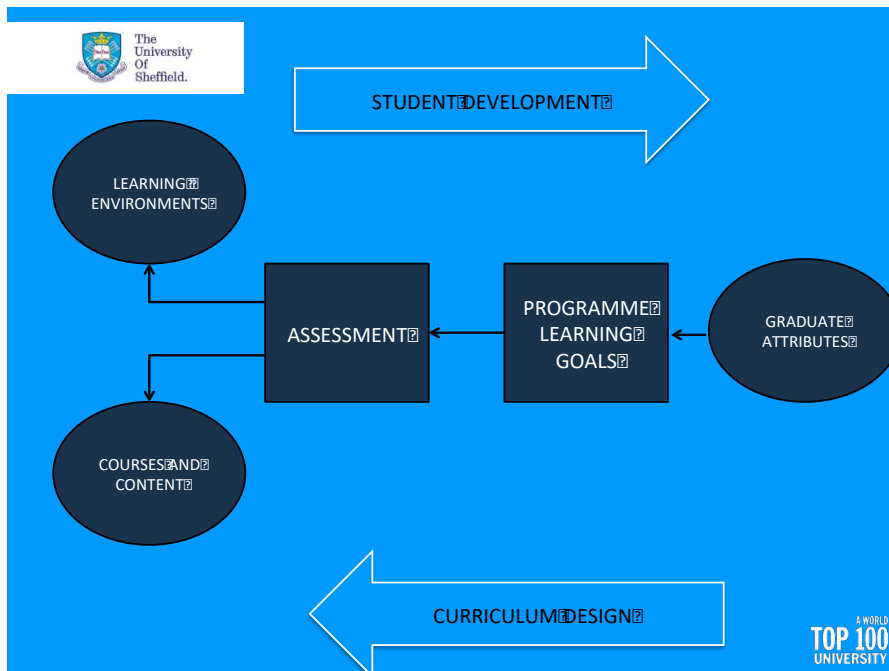 The
University
Of
Sheffield.
STUDENT DEVELOPMENT
LEARNING
ENVIRONMENTS
ASSESSMENT
PROGRAMME
LEARNING
GOALS
GRADUATE
ATTRIBUTES
COURSES AND
CONTENT
CURRICULUM DESIGN
A WORLD
TOP 100
UNIVERSITY